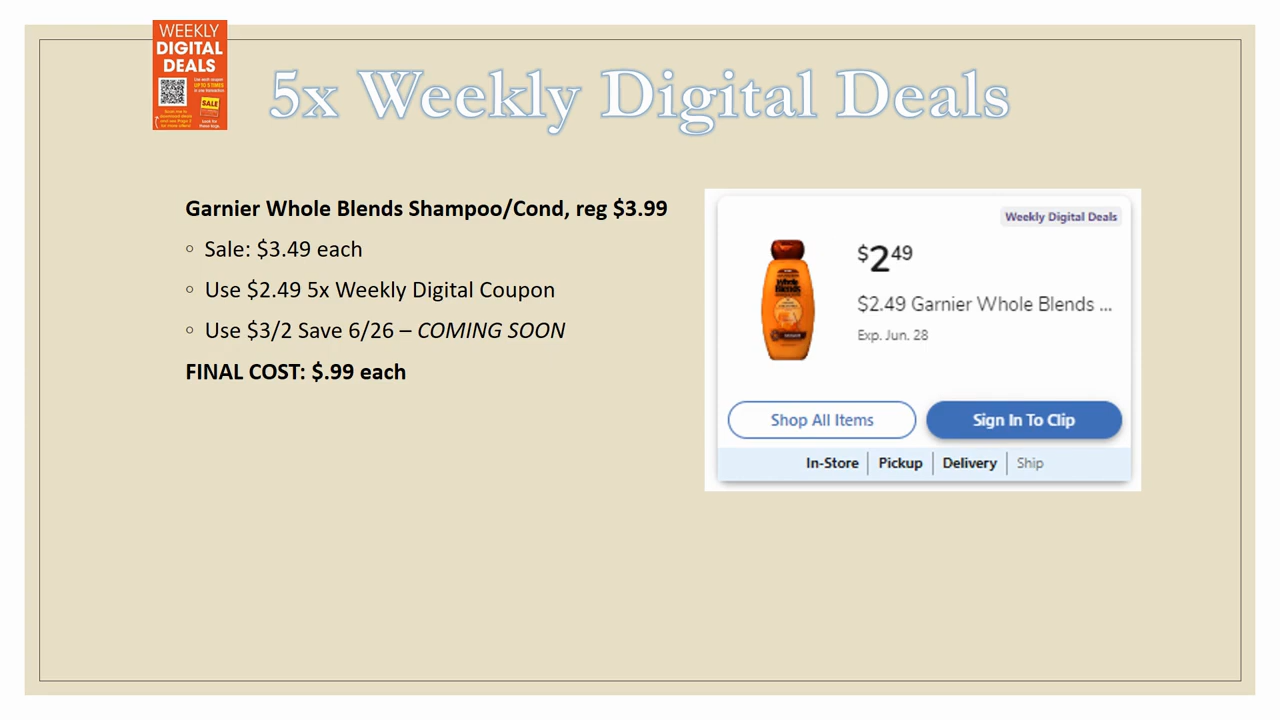 WEEKLY
DIGITAL
DEALS
SALE
5x Weekly Digital Deals
Garnier Whole Blends Shampoo/Cond, reg $3.99
Sale: $3.49 each
Use $2.49 5x Weekly Digital Coupon
Use $3/2 Save 6/26 – COMING SOON
FINAL COST: $.99 each
Weekly Digital Deals
$2 49
Whole
Blends
$2.49 Garnier Whole Blends ...
Exp. Jun. 28
Shop All Items
Sign In To Clip
In-Store
Pickup
Delivery
Ship